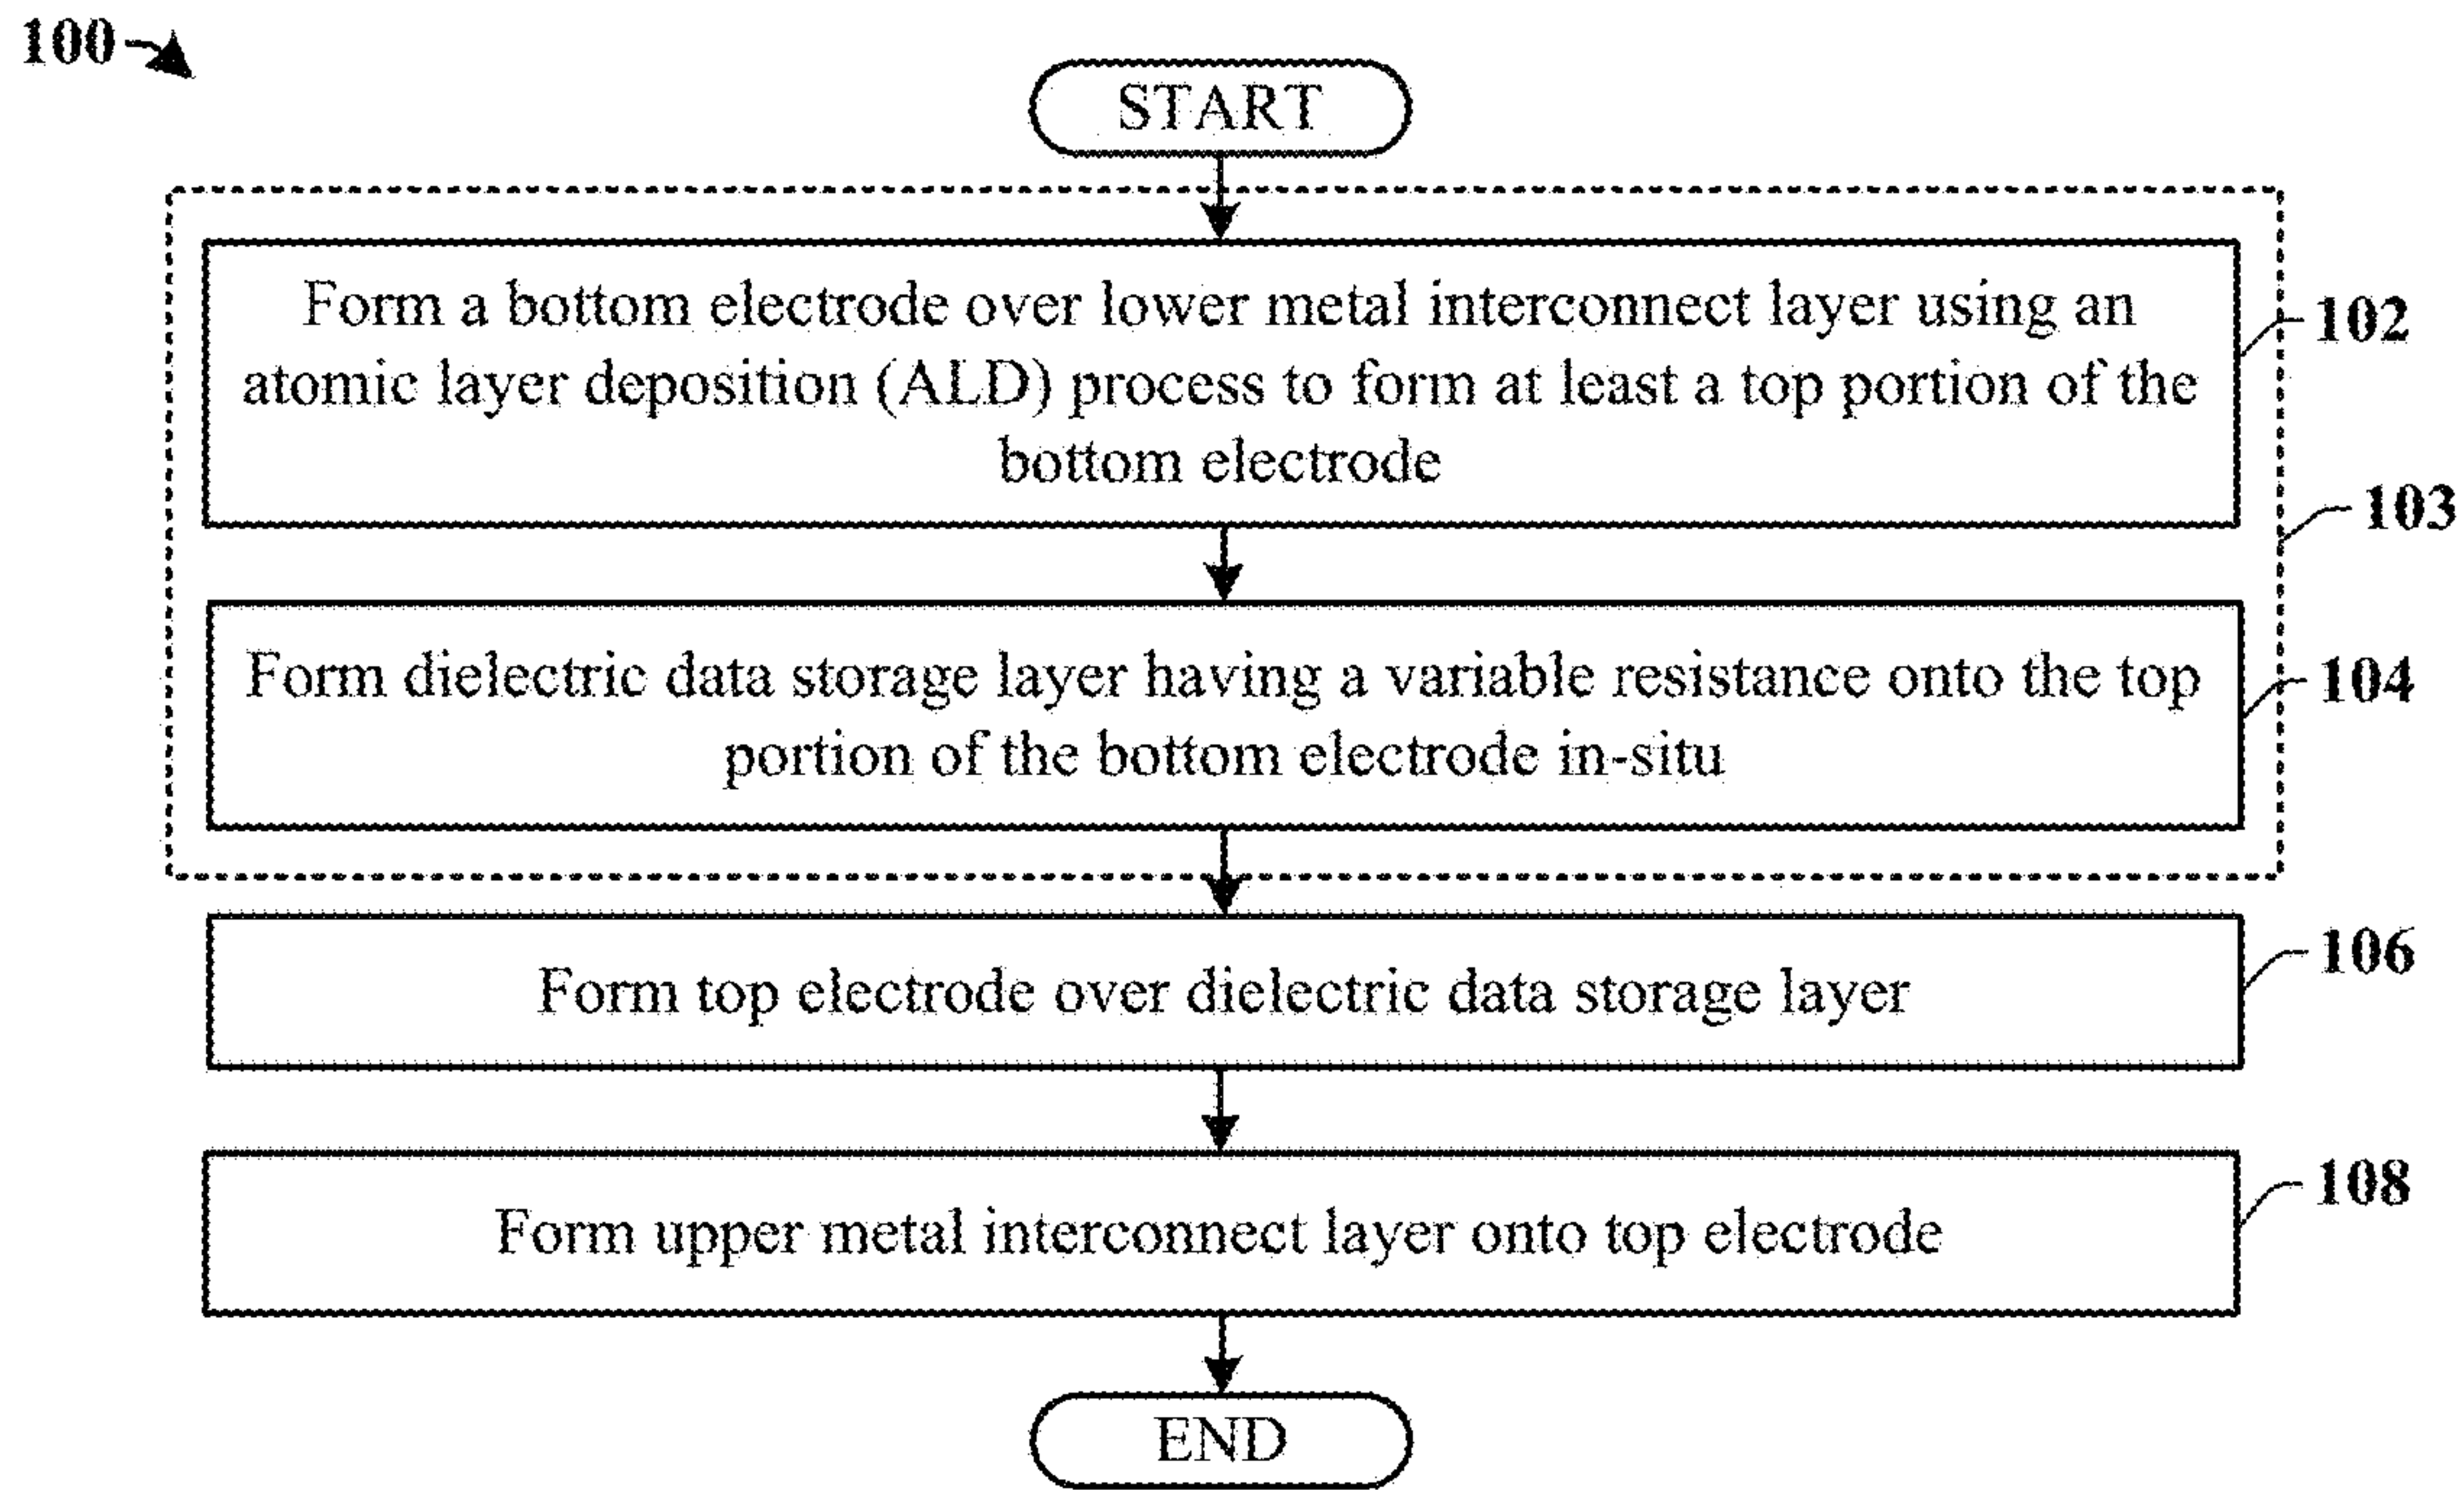 100
START
Form a bottom electrode over lower metal interconnect layer using an
atomic layer deposition (ALD) process to form at least a top portion of the
bottom electrode
102
103
Form dielectric data storage layer having a variable resistance onto the top
portion of the bottom electrode in-situ
104
Form top electrode over dielectric data storage layer
106
Form upper metal interconnect layer onto top electrode
108
END